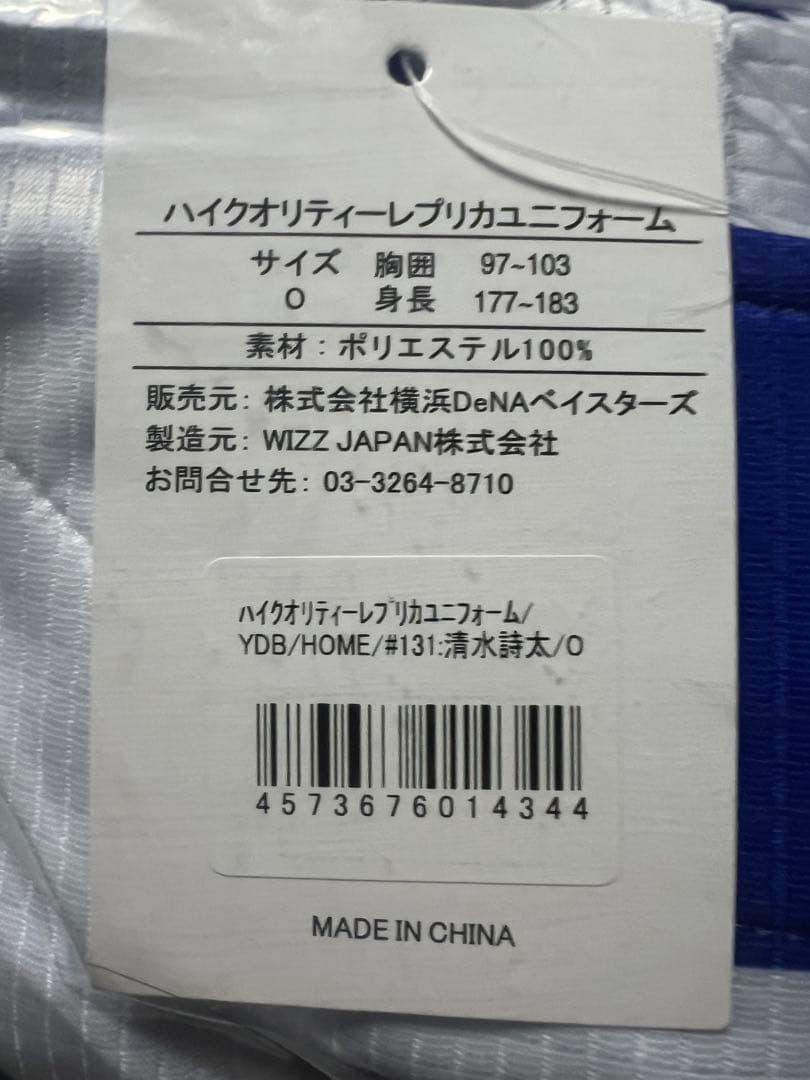 ハイクオリティーレプリカユニフォーム
サイズ 胸囲 97~103
O 身長 177~183
素材：ポリエステル100%
販売元: 株式会社横浜DeNAベイスターズ
製造元: WIZZ JAPAN株式会社
お問合せ先: 03-3264-8710
ﾊｲｸｵﾘﾃｨｰﾚﾌﾟﾘｶﾕﾆﾌｫｰﾑ/
YDB/HOME/#131:清水詩太/O
4573676014344
MADE IN CHINA